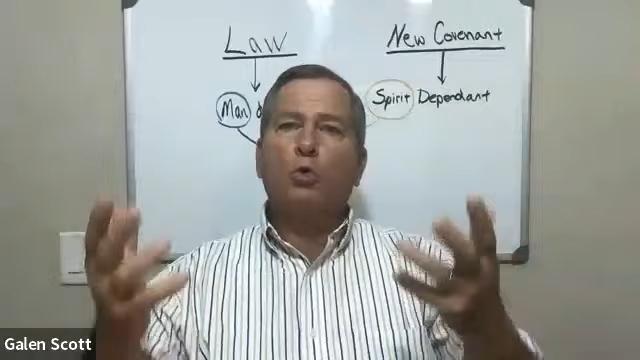 Law
New Covenant
Man
Spirit Dependant
Galen Scott